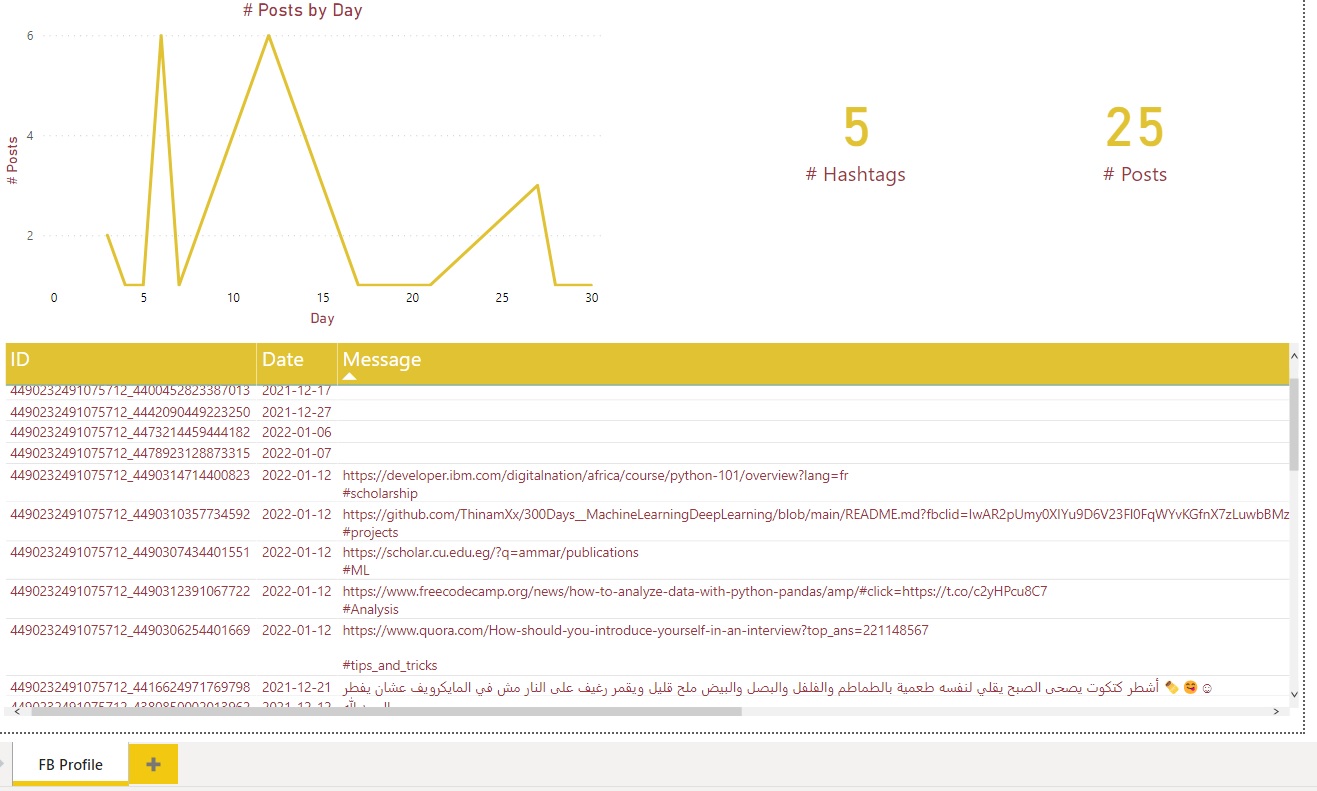 # Posts by Day
6
4
2
# Posts
0 5 10 15 20 25 30
Day
5
# Hashtags
25
# Posts
ID Date Message
4490232491075712_4400452823387013 2021-12-17
4490232491075712_4442090449223250 2021-12-27
4490232491075712_4473214459444182 2022-01-06
4490232491075712_4478923128873315 2022-01-07
4490232491075712_4490314714400823 2022-01-12 https://developer.ibm.com/digitalnation/africa/course/python-101/overview?lang=fr
#scholarship
4490232491075712_4490310357734592 2022-01-12 https://github.com/ThinamXx/300Days__MachineLearningDeepLearning/blob/main/README.md?fbclid=IwAR2pUmy0XIYu9D6V23FI0FqWYvKGfnX7zLuwbBMz
#projects
4490232491075712_4490307434401551 2022-01-12 https://scholar.cu.edu.eg/?q=ammar/publications
#ML
4490232491075712_4490312391067722 2022-01-12 https://www.freecodecamp.org/news/how-to-analyze-data-with-python-pandas/amp/#click=https://t.co/c2yHPcu8C7
#Analysis
4490232491075712_4490306254401669 2022-01-12 https://www.quora.com/How-should-you-introduce-yourself-in-an-interview?top_ans=221148567
#tips_and_tricks
4490232491075712_4416624971769798 2021-12-21 أشطر كتكوت يصحى الصبح يقلي لنفسه طعمية بالطماطم والفلفل والبصل والبيض ملح قليل ويقمر رغيف على النار مش في المايكرويف عشان يفطر 🌯 😋 ☺
FB Profile